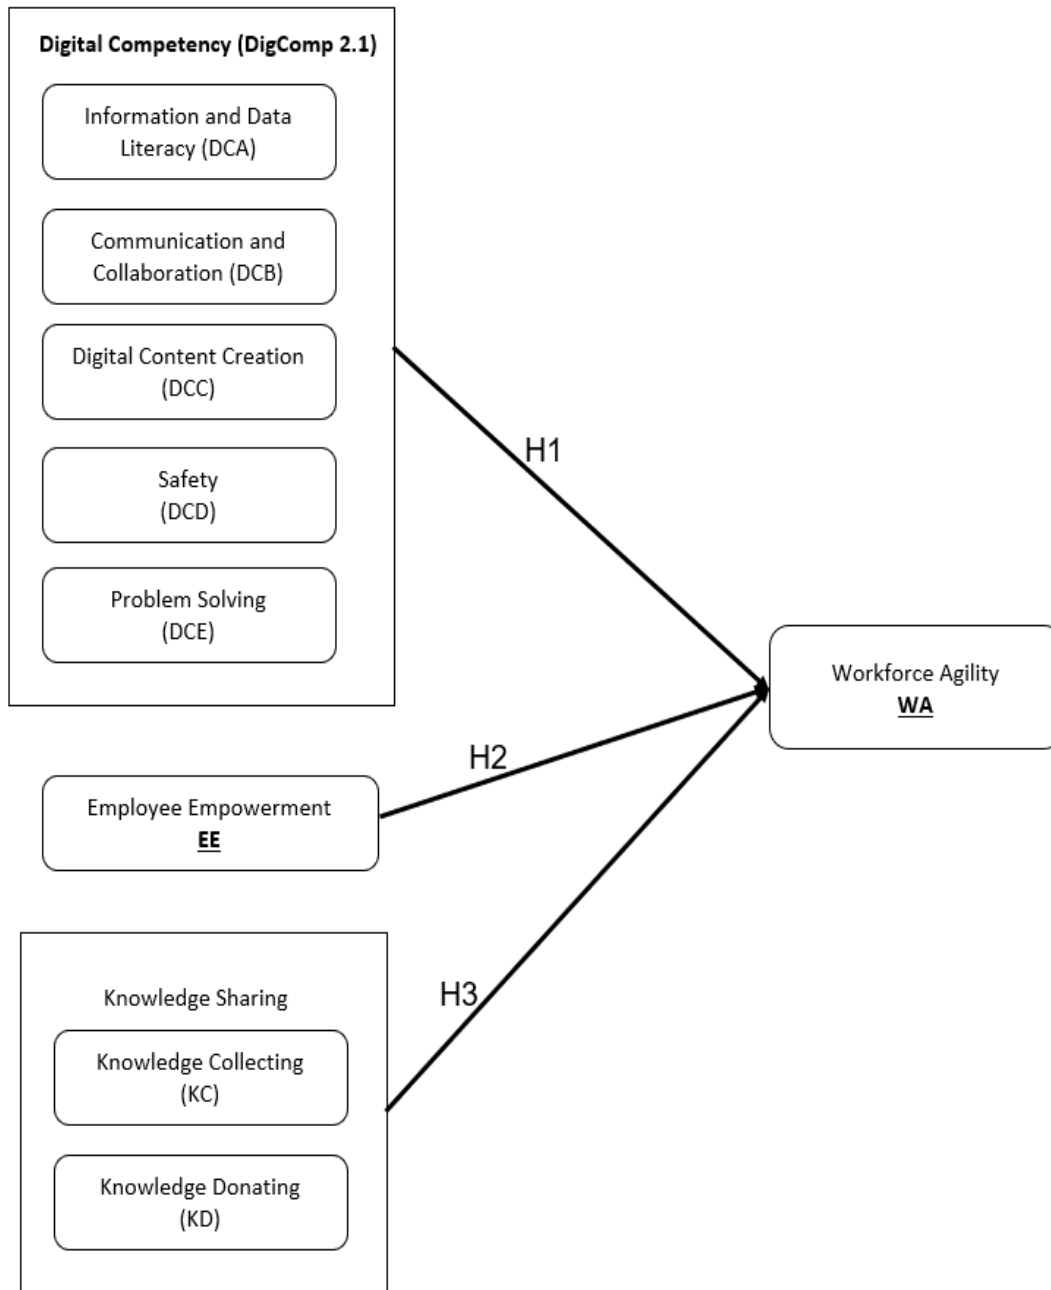 Digital Competency (DigComp 2.1)
Information and Data
Literacy (DCA)
Communication and
Collaboration (DCB)
Digital Content Creation
(DCC)
Safety
(DCD)
Problem Solving
(DCE)
H1
Workforce Agility
WA
H2
Employee Empowerment
EE
H3
Knowledge Sharing
Knowledge Collecting
(KC)
Knowledge Donating
(KD)